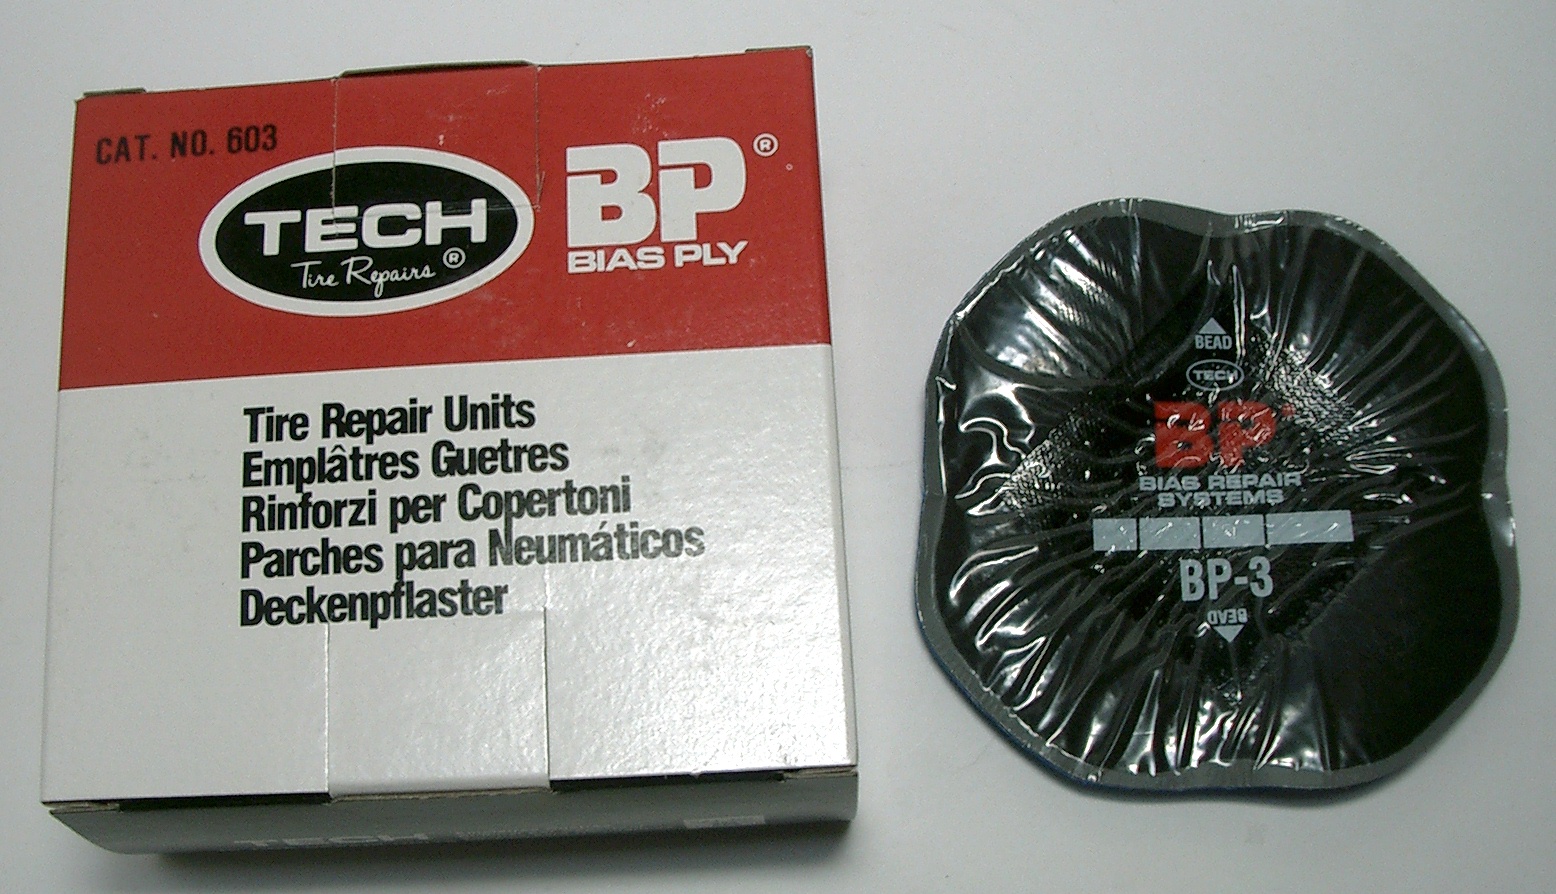 CAT. NO. 603
TECH
Tire Repairs ®
BP ®
BIAS PLY
Tire Repair Units
Emplâtres Guetres
Rinforzi per Copertoni
Parches para Neumáticos
Deckenpflaster
TECH
BEAD
TECH
BP
BIAS REPAIR
SYSTEMS
BP-3
BEAD